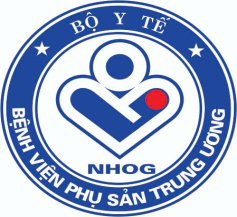 BỘ Y TẾ
NHOG
BỆNH VIỆN PHỤ SẢN TRUNG ƯƠNG